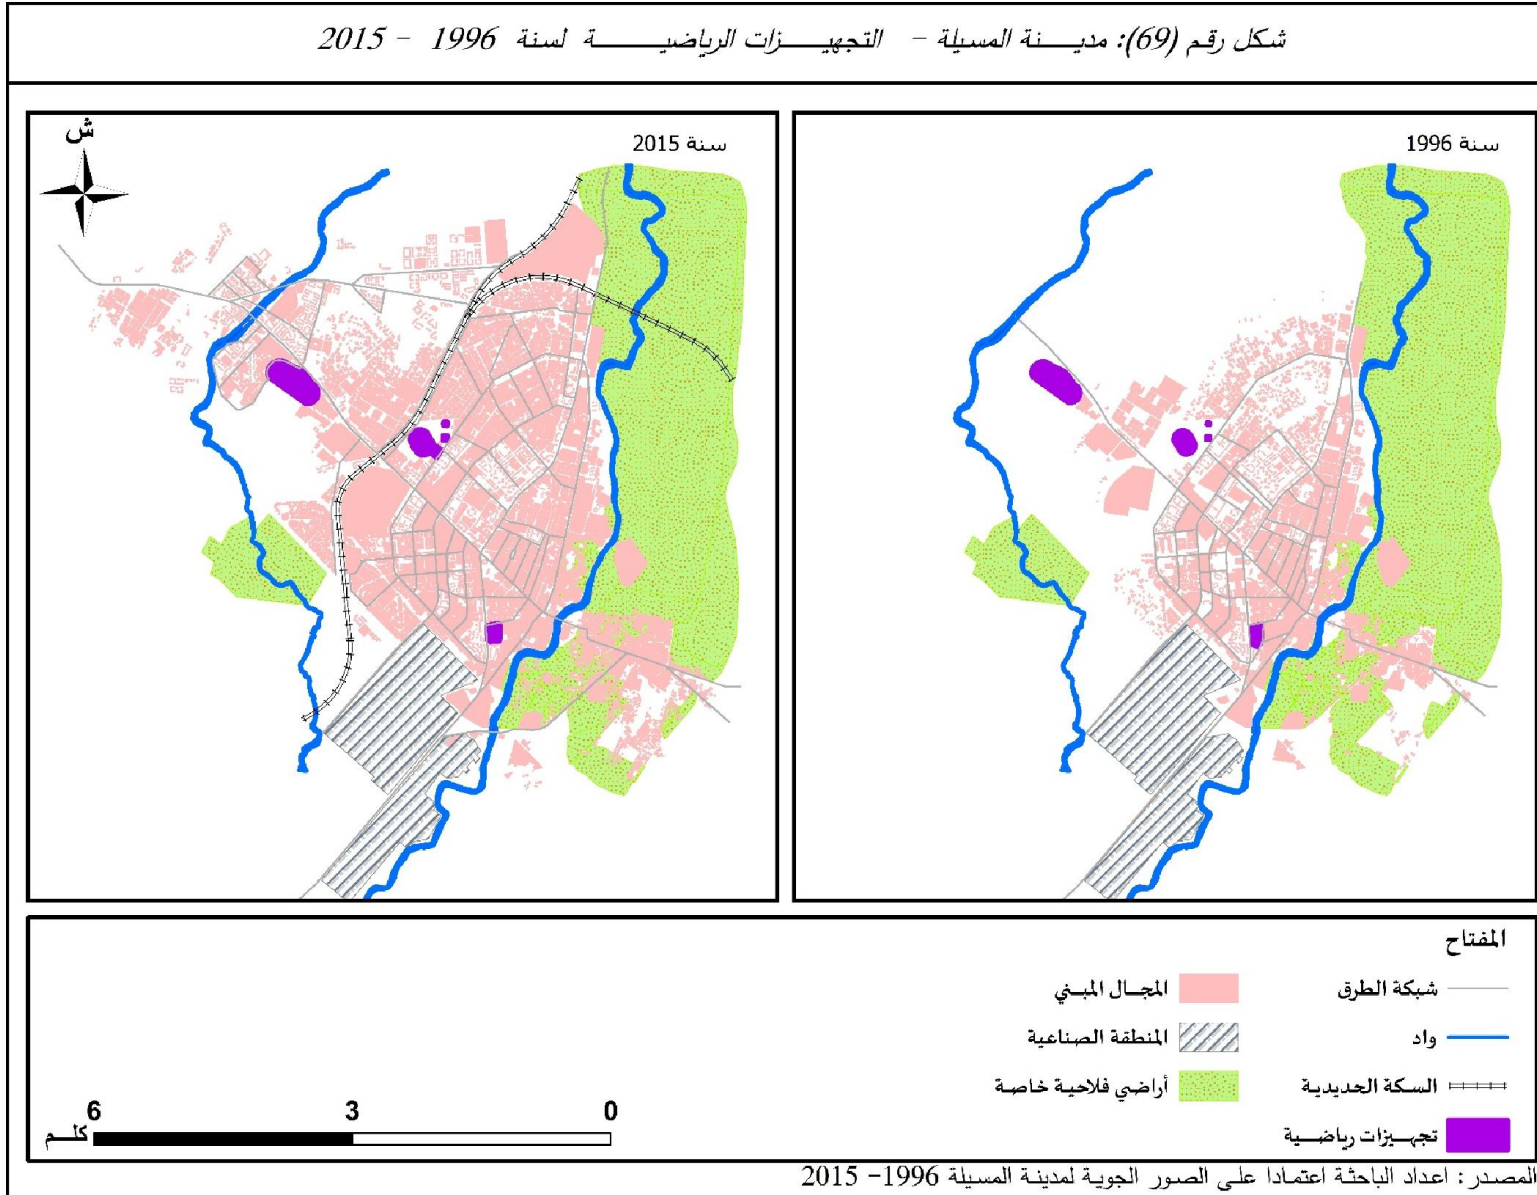 شكل رقم (69): مدينة المسيلة - التجهيزات الرياضية لسنة 1996 - 2015
سنة 1996
سنة 2015
ش
المفتاح
شبكة الطرق
المجال المبني
واد
المنطقة الصناعية
السكة الحديدية
أراضي فلاحية خاصة
تجهيزات رياضية
6 3 0
كلم
المصدر: اعداد الباحثة اعتمادا على الصور الجوية لمدينة المسيلة 1996- 2015